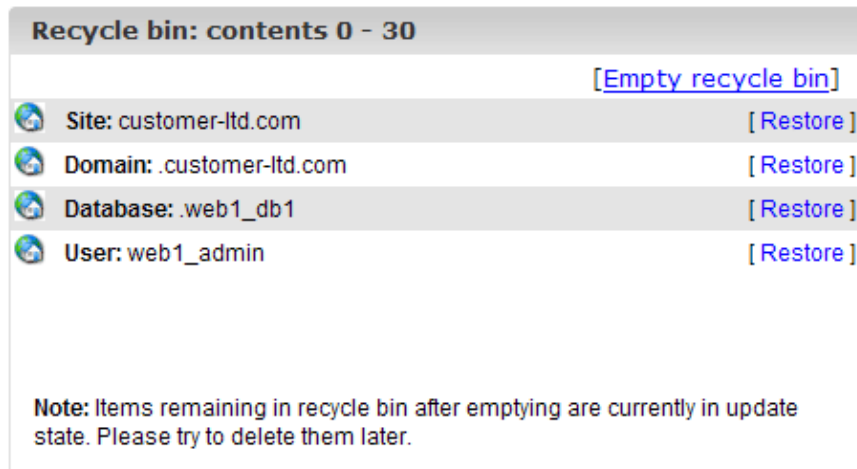 Recycle bin: contents 0 - 30
[Empty recycle bin]
Site: customer-ltd.com [ Restore ]
Domain: .customer-ltd.com [ Restore ]
Database: .web1_db1 [ Restore ]
User: web1_admin [ Restore ]
Note: Items remaining in recycle bin after emptying are currently in update
state. Please try to delete them later.